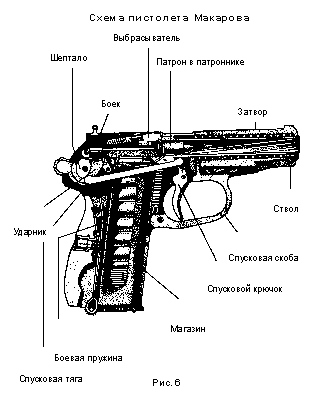 Схема пистолета Макарова
Выбрасыватель
Шептало
Патрон в патроннике
Боек
Затвор
Ствол
Ударник
Спусковая скоба
Спусковой крючок
Магазин
Боевая пружина
Спусковая тяга
Рис. 6